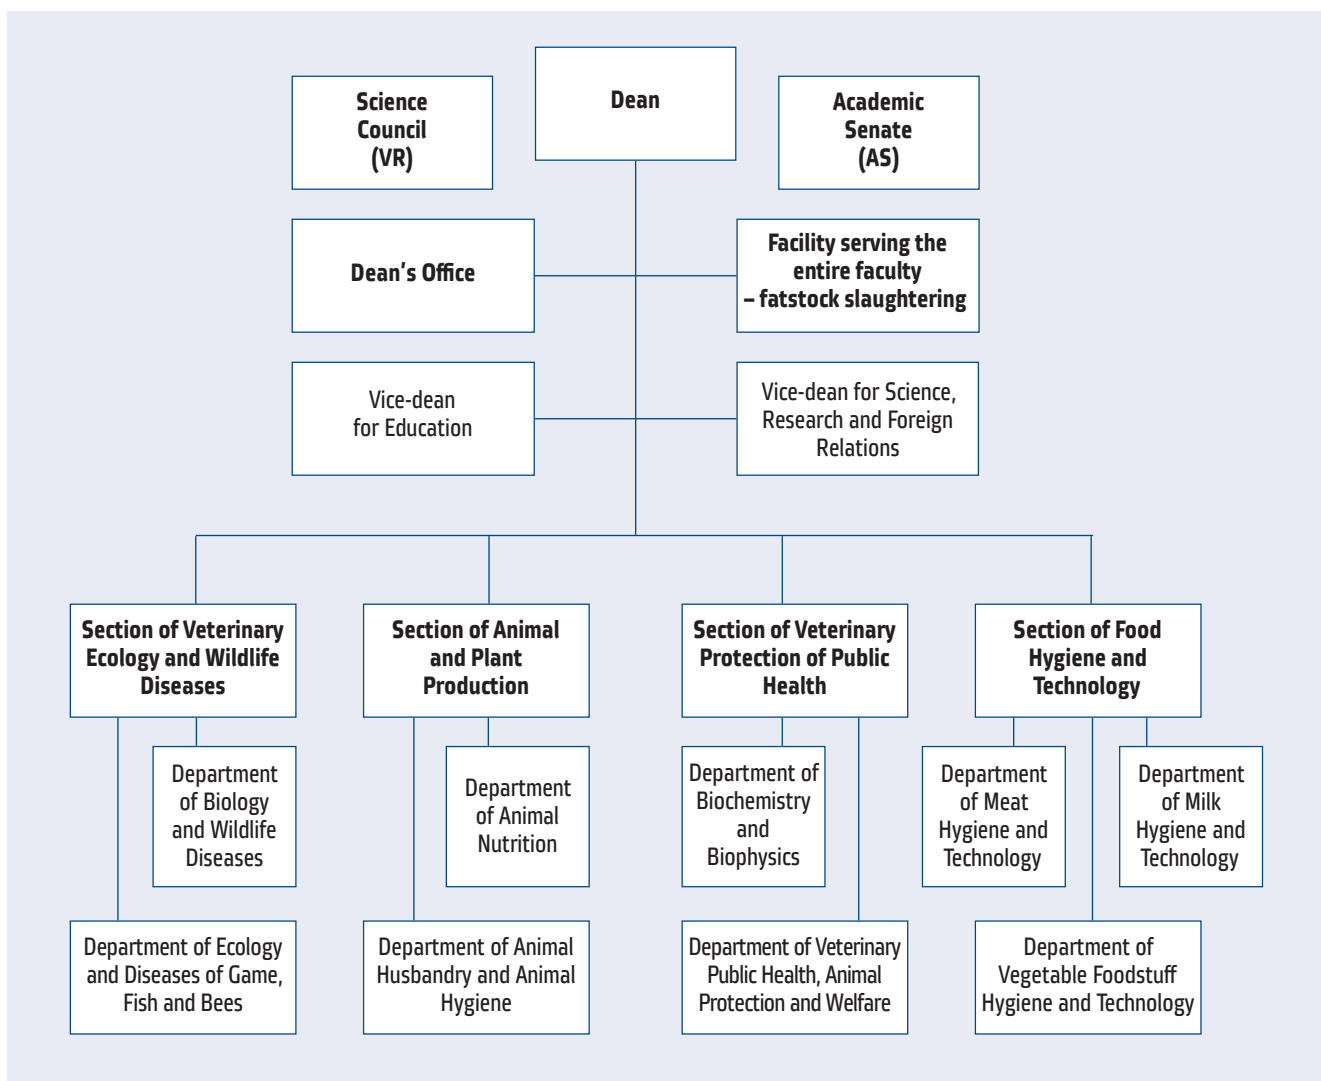 Science
Council
(VR)
Dean
Academic
Senate
(AS)
Dean’s Office
Facility serving the
entire faculty
– fatstock slaughtering
Vice-dean
for Education
Vice-dean for Science,
Research and Foreign
Relations
Section of Veterinary
Ecology and Wildlife
Diseases
Section of Animal
and Plant
Production
Section of Veterinary
Protection of Public
Health
Section of Food
Hygiene and
Technology
Department
of Biology
and Wildlife
Diseases
Department
of Animal
Nutrition
Department of
Biochemistry
and
Biophysics
Department
of Meat
Hygiene and
Technology
Department
of Milk
Hygiene and
Technology
Department of Ecology
and Diseases of Game,
Fish and Bees
Department of Animal
Husbandry and Animal
Hygiene
Department of Veterinary
Public Health, Animal
Protection and Welfare
Department of
Vegetable Foodstuff
Hygiene and Technology